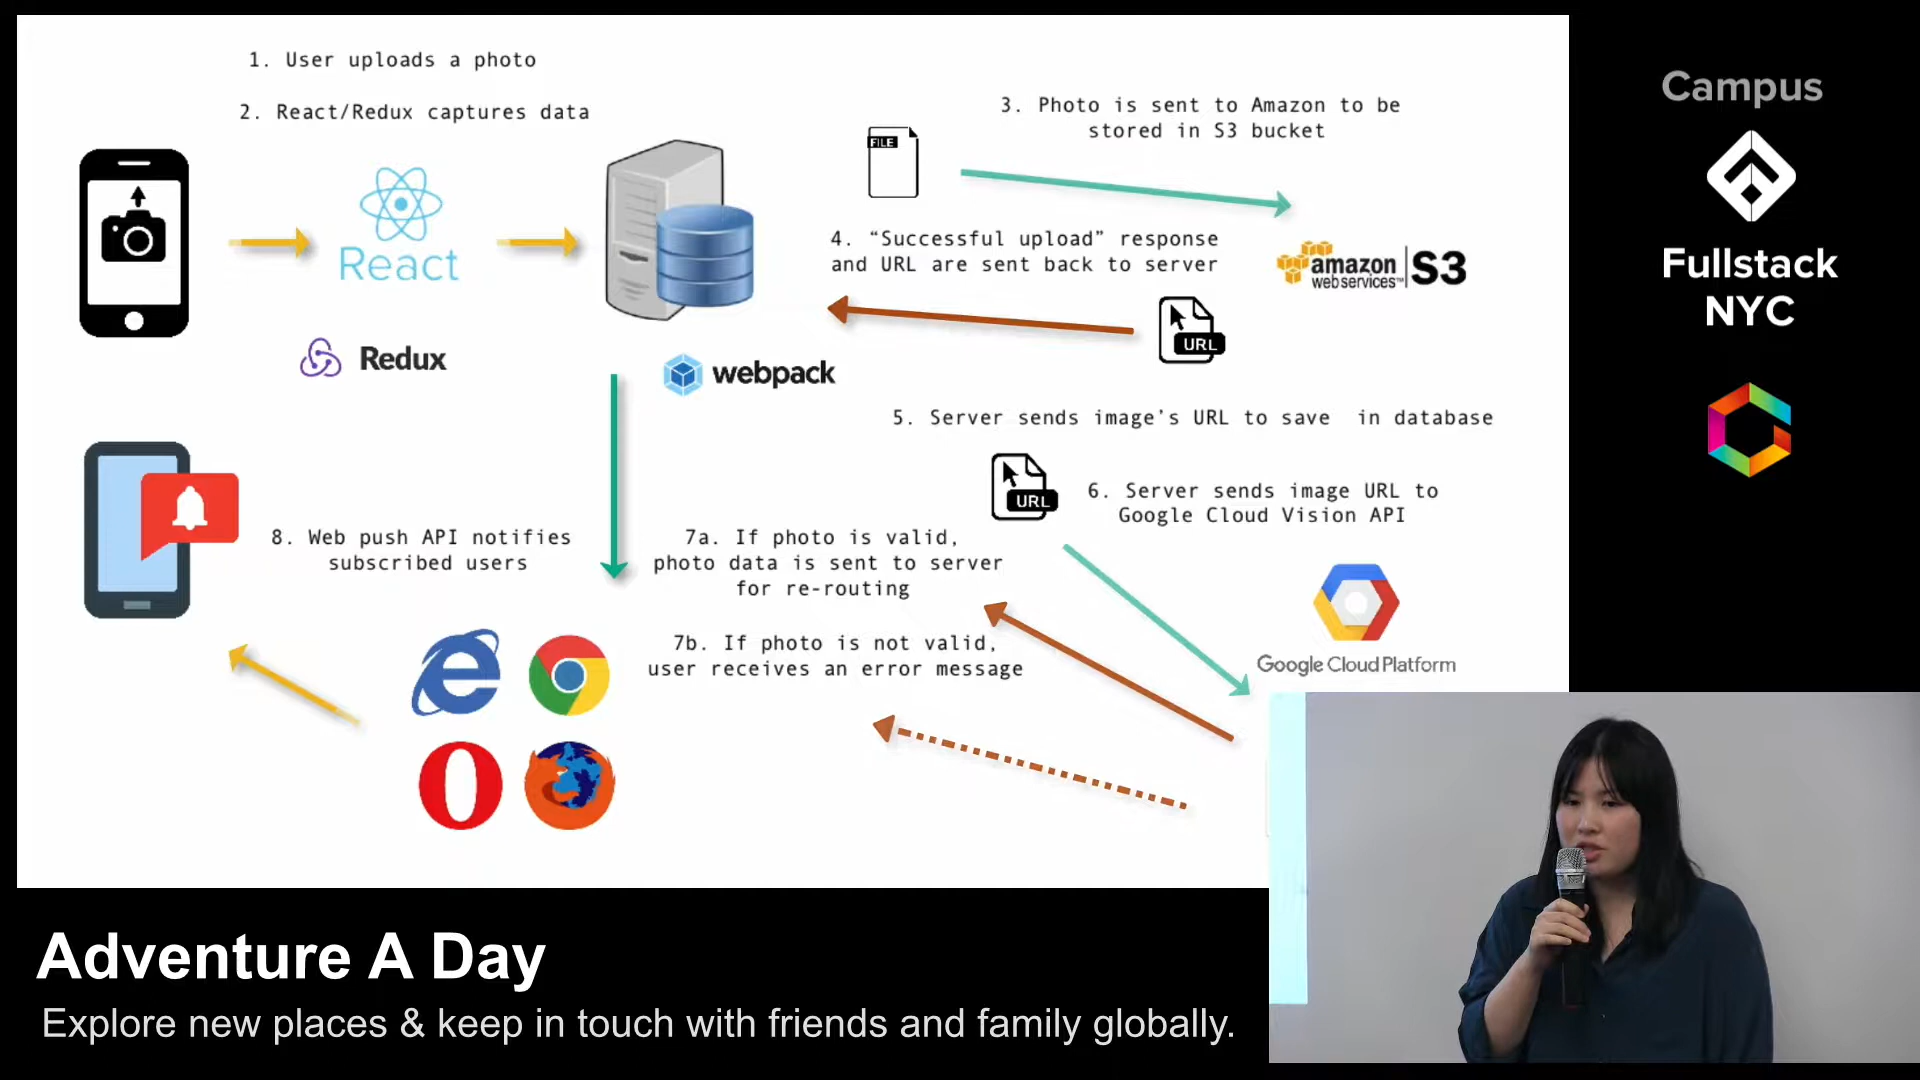 1. User uploads a photo
2. React/Redux captures data
3. Photo is sent to Amazon to be
stored in S3 bucket
FILE
React
4. “Successful upload” response
and URL are sent back to server
amazon
webservices™
S3
URL
Redux
webpack
5. Server sends image's URL to save  in database
URL
6. Server sends image URL to
Google Cloud Vision API
8. Web push API notifies
subscribed users
7a. If photo is valid,
photo data is sent to server
for re-routing
7b. If photo is not valid,
user receives an error message
Google Cloud Platform
Campus
Fullstack
NYC
Adventure A Day
Explore new places & keep in touch with friends and family globally.